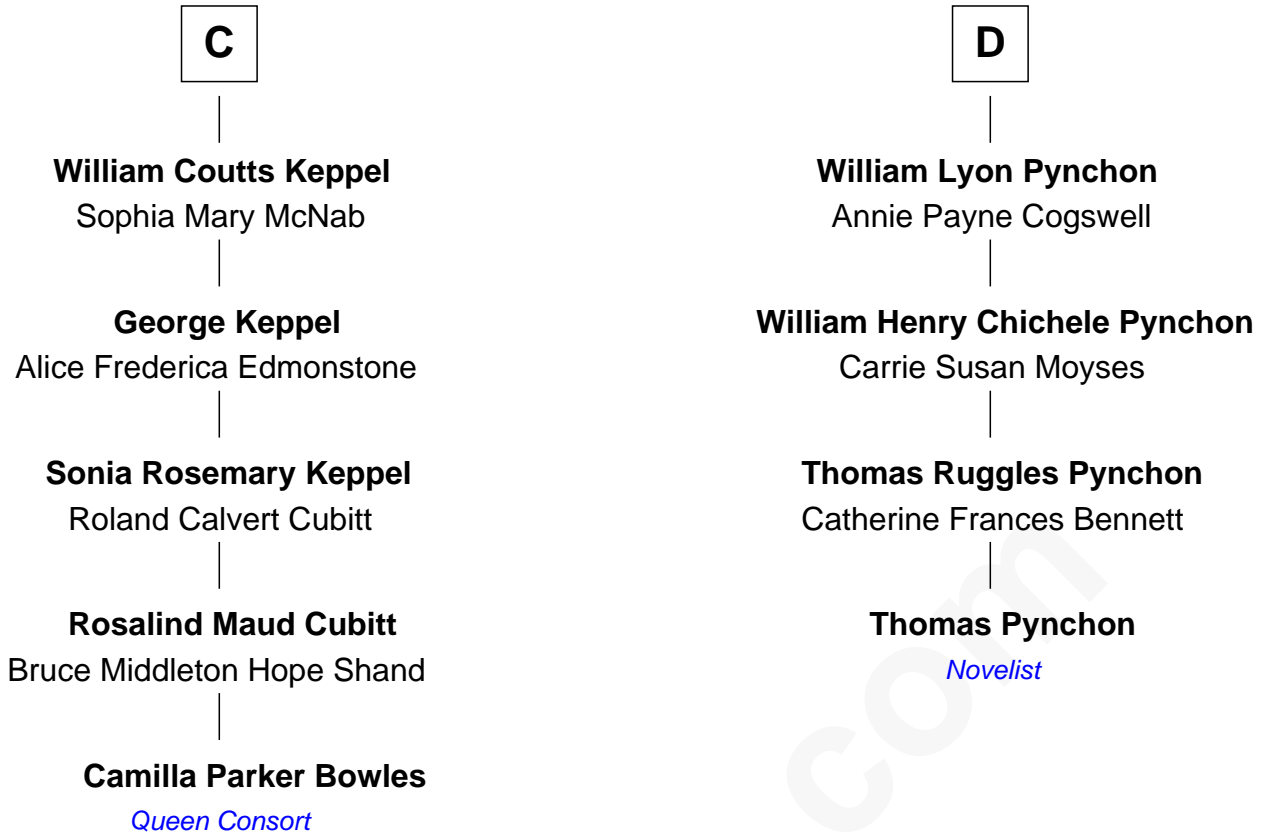 C
William Coutts Keppel
Sophia Mary McNab
George Keppel
Alice Frederica Edmonstone
Sonia Rosemary Keppel
Roland Calvert Cubitt
Rosalind Maud Cubitt
Bruce Middleton Hope Shand
Camilla Parker Bowles
Queen Consort
D
William Lyon Pynchon
Annie Payne Cogswell
William Henry Chichele Pynchon
Carrie Susan Moyses
Thomas Ruggles Pynchon
Catherine Frances Bennett
Thomas Pynchon
Novelist
com